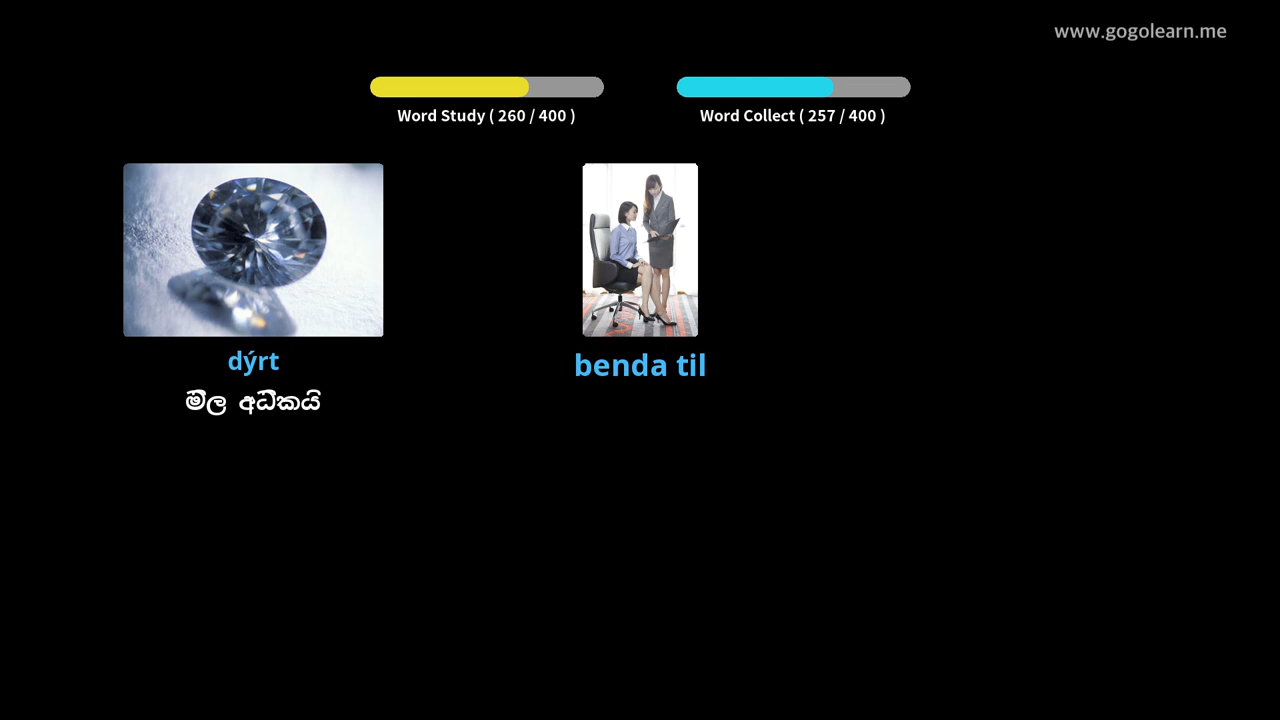 www.gogolearn.me
Word Study ( 260 / 400 )
Word Collect ( 257 / 400 )
dýrt
මිල අධිකයි
benda til